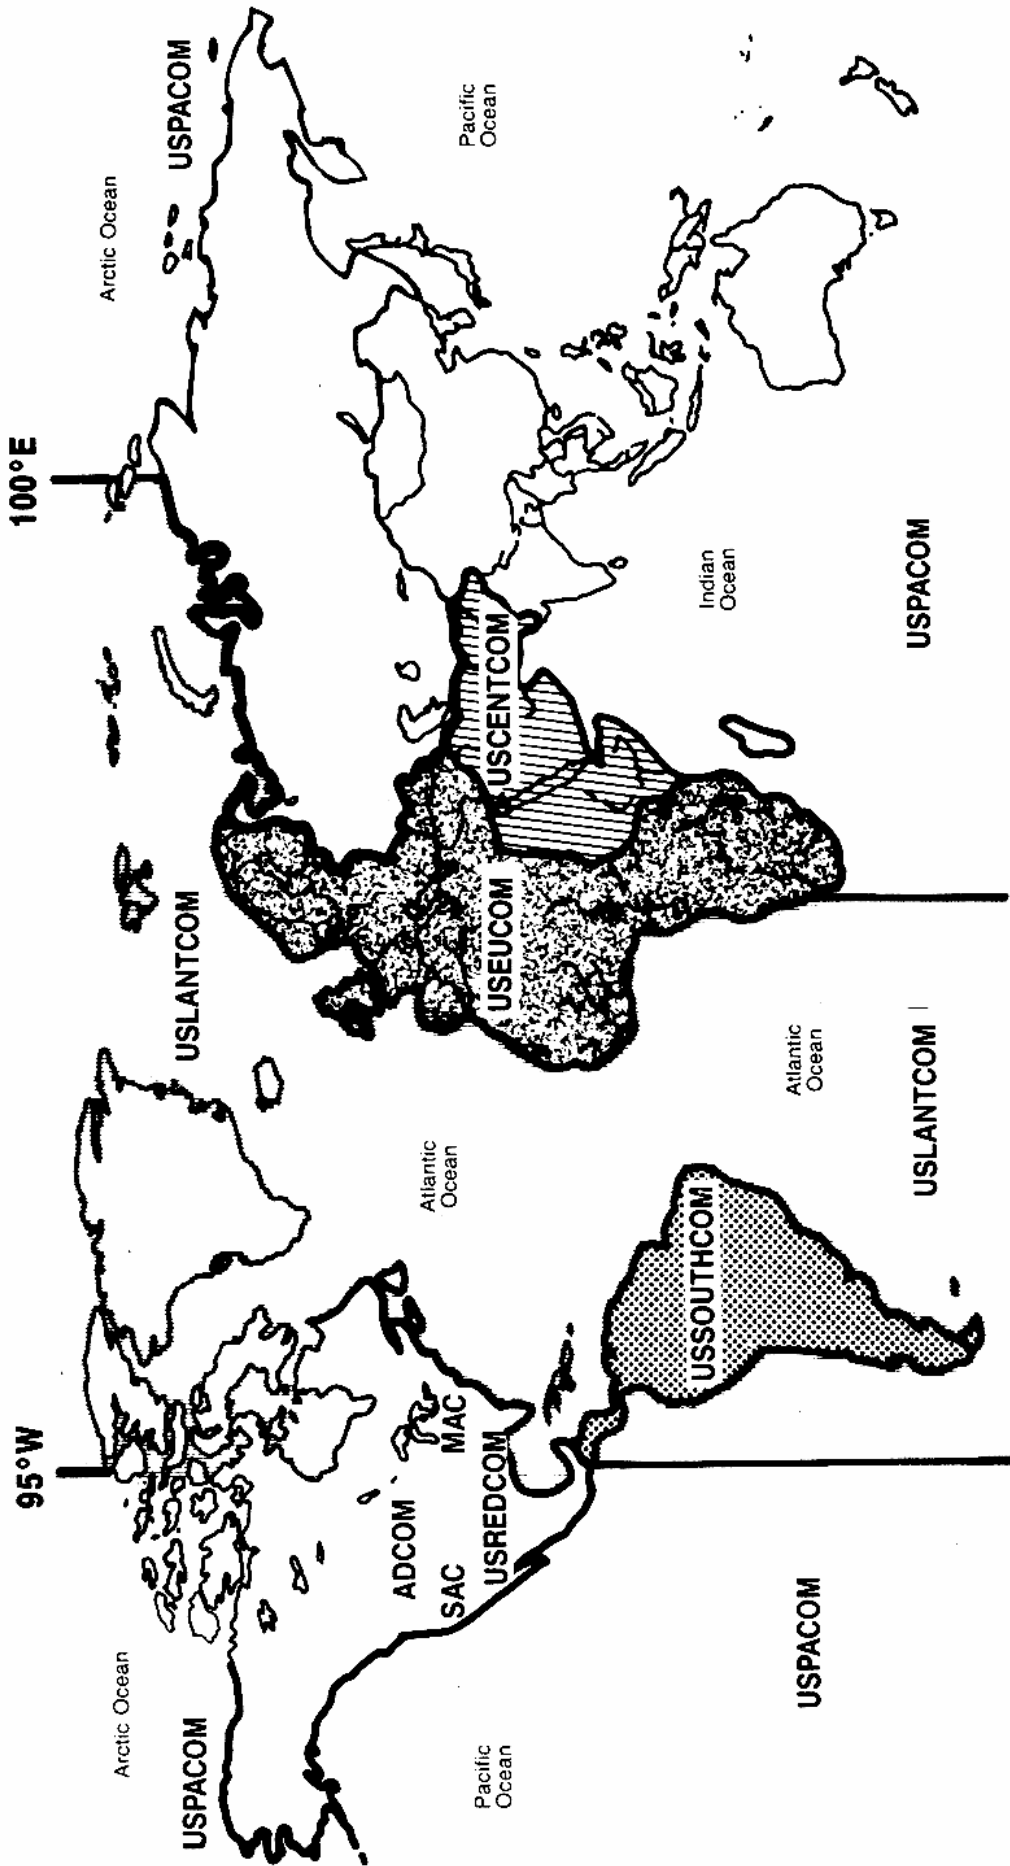 95°W
100°E
Arctic Ocean
Arctic Ocean
USPACOM
USLANTCOM
USPACOM
ADCOM
SAC
MAC
USREDCOM
Atlantic
Ocean
USEUCOM
USCENTCOM
Pacific
Ocean
Pacific
Ocean
USSOUTHCOM
Atlantic
Ocean
Indian
Ocean
USPACOM
USLANTCOM
USPACOM